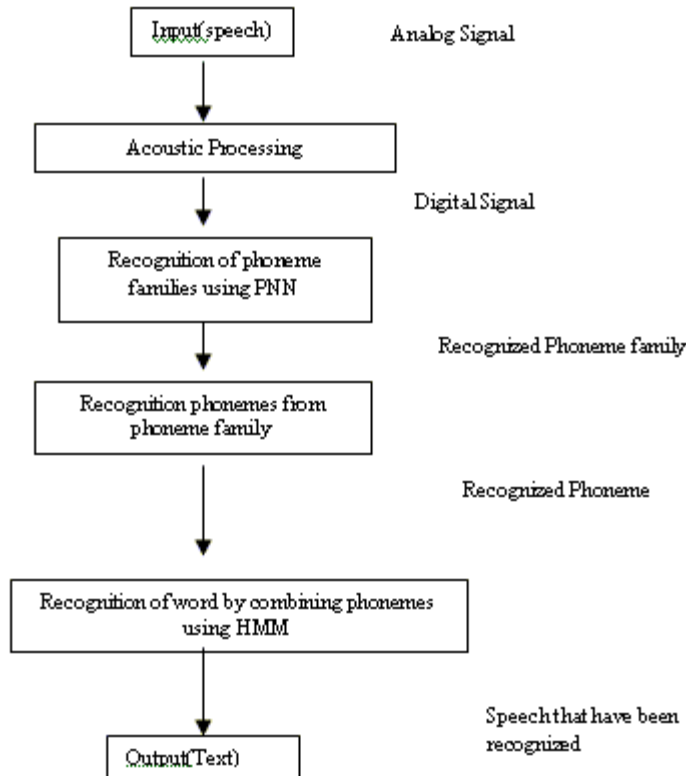 Input(speech)
Analog Signal
Acoustic Processing
Digital Signal
Recognition of phoneme
families using PNN
Recognized Phoneme family
Recognition phonemes from
phoneme family
Recognized Phoneme
Recognition of word by combining phonemes
using HMM
Speech that have been
recognized
Output(Text)